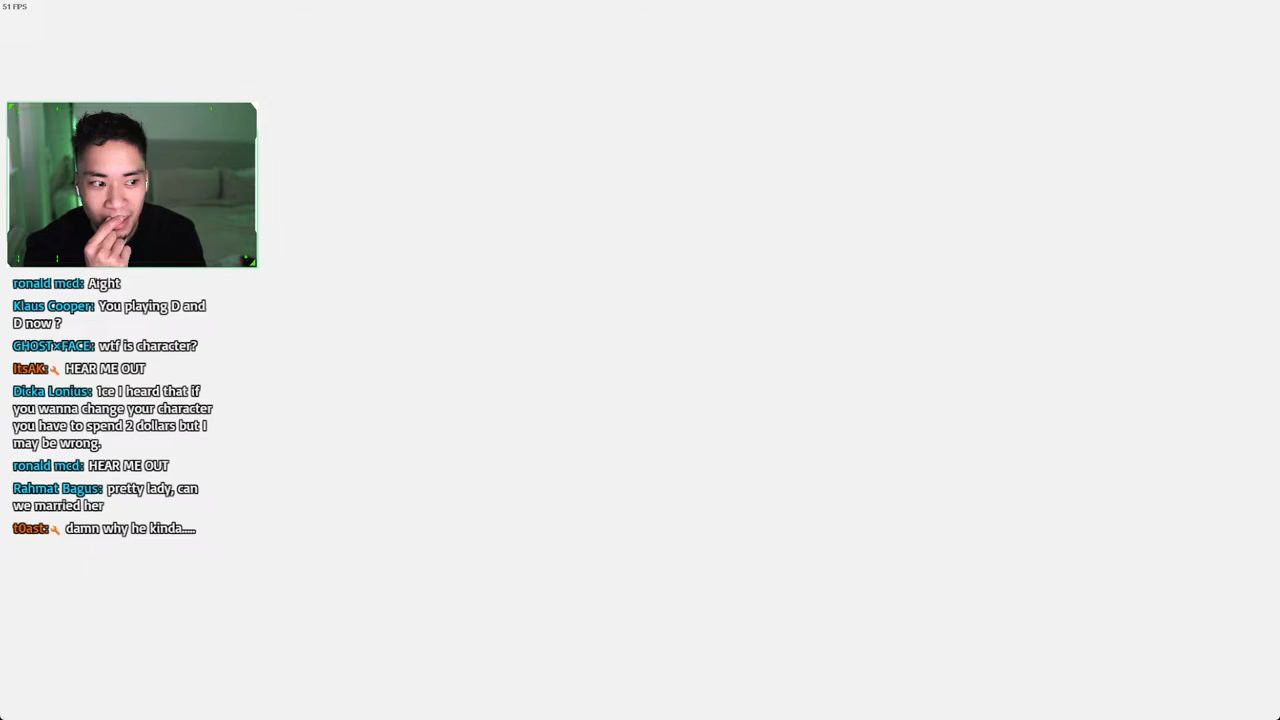 51 FPS
ronald mcd: Aight
Klaus Cooper: You playing D and
D now ?
GHOST×FACE: wtf is character?
ItsAK: HEAR ME OUT
Dicka Lonius: 1ce I heard that if
you wanna change your character
you have to spend 2 dollars but I
may be wrong.
ronald mcd: HEAR ME OUT
Rahmat Bagus: pretty lady, can
we married her
t0ast: damn why he kinda.....